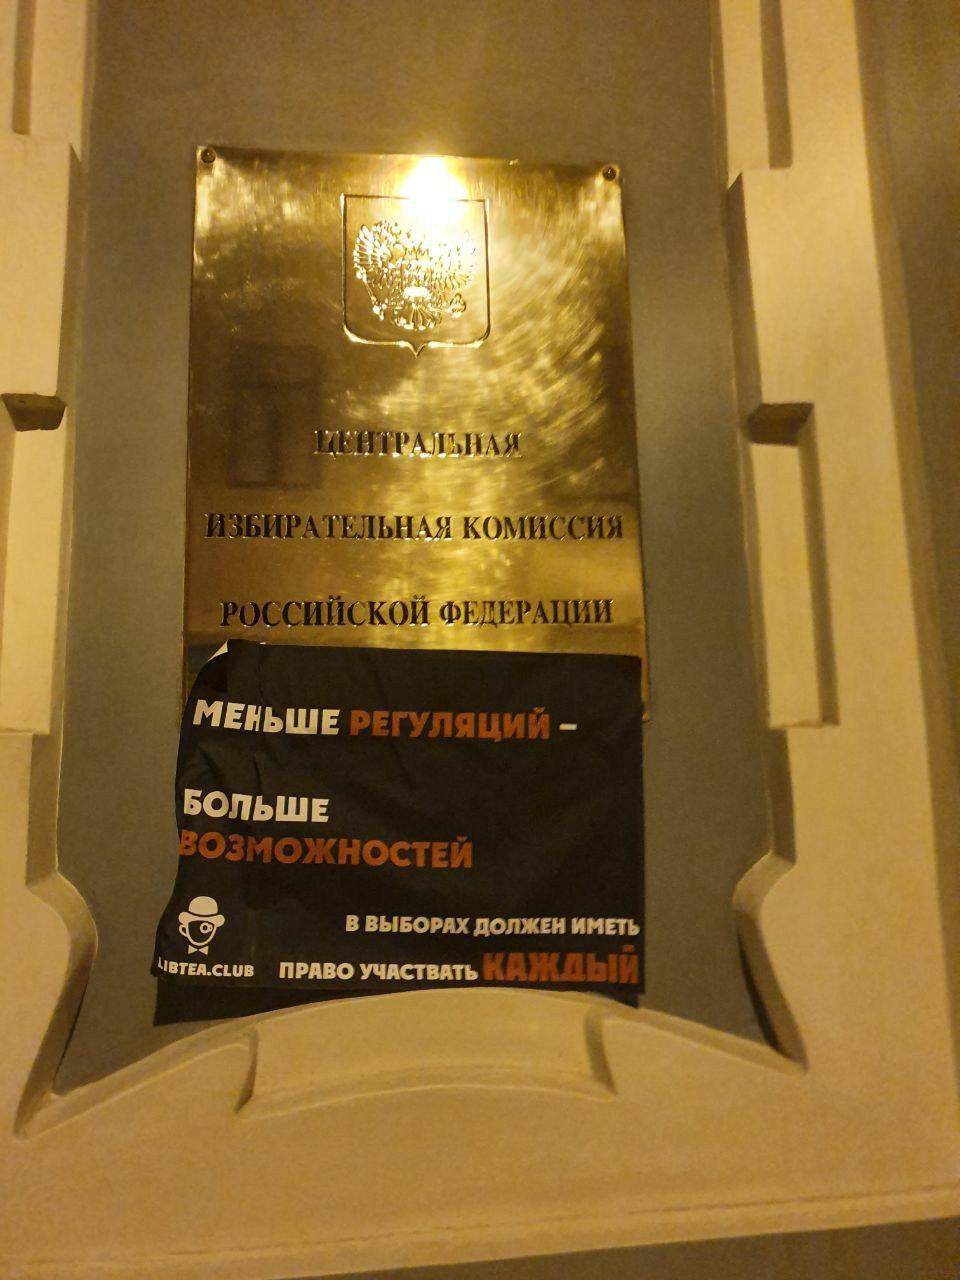 ЦЕНТРАЛЬНАЯ
ИЗБИРАТЕЛЬНАЯ КОМИССИЯ
РОССИЙСКОЙ ФЕДЕРАЦИИ
МЕНЬШЕ РЕГУЛЯЦИЙ –
БОЛЬШЕ
ВОЗМОЖНОСТЕЙ
В ВЫБОРАХ ДОЛЖЕН ИМЕТЬ
ПРАВО УЧАСТВАТЬ КАЖДЫЙ
LIBTEA.CLUB